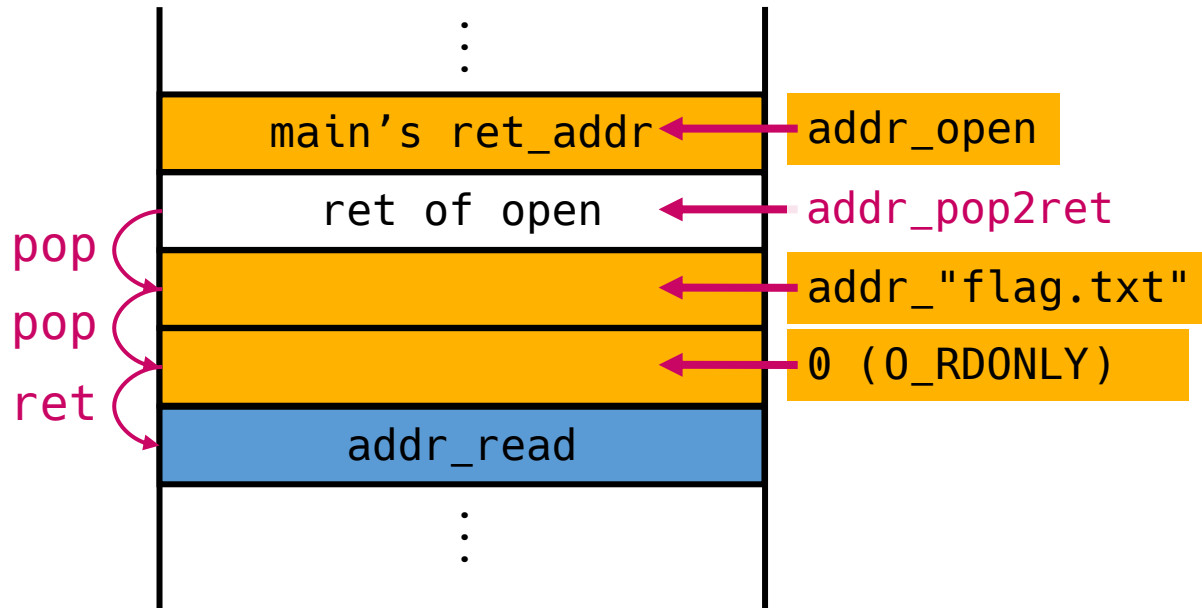 main’s ret_addr
addr_open
ret of open
addr_pop2ret
pop
addr_"flag.txt"
pop
0 (O_RDONLY)
ret
addr_read